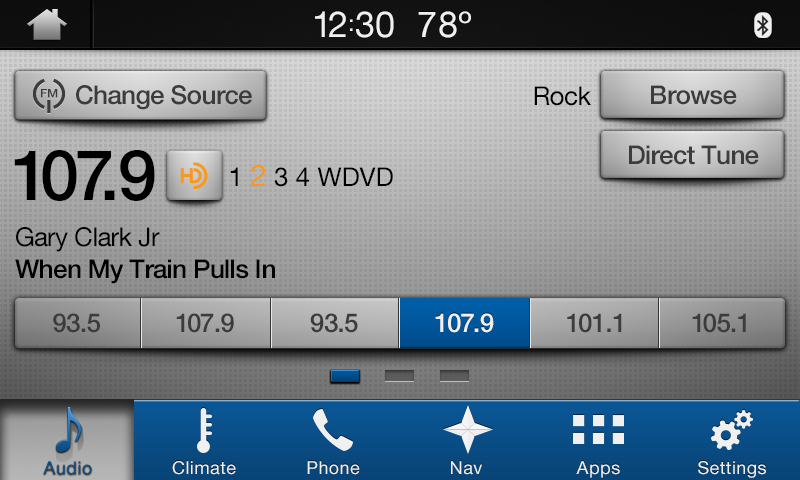 12:30 78°
FM Change Source
Rock Browse
Direct Tune
107.9 HD 1 2 3 4 WDVD
Gary Clark Jr
When My Train Pulls In
93.5 107.9 93.5 107.9 101.1 105.1
Audio Climate Phone Nav Apps Settings